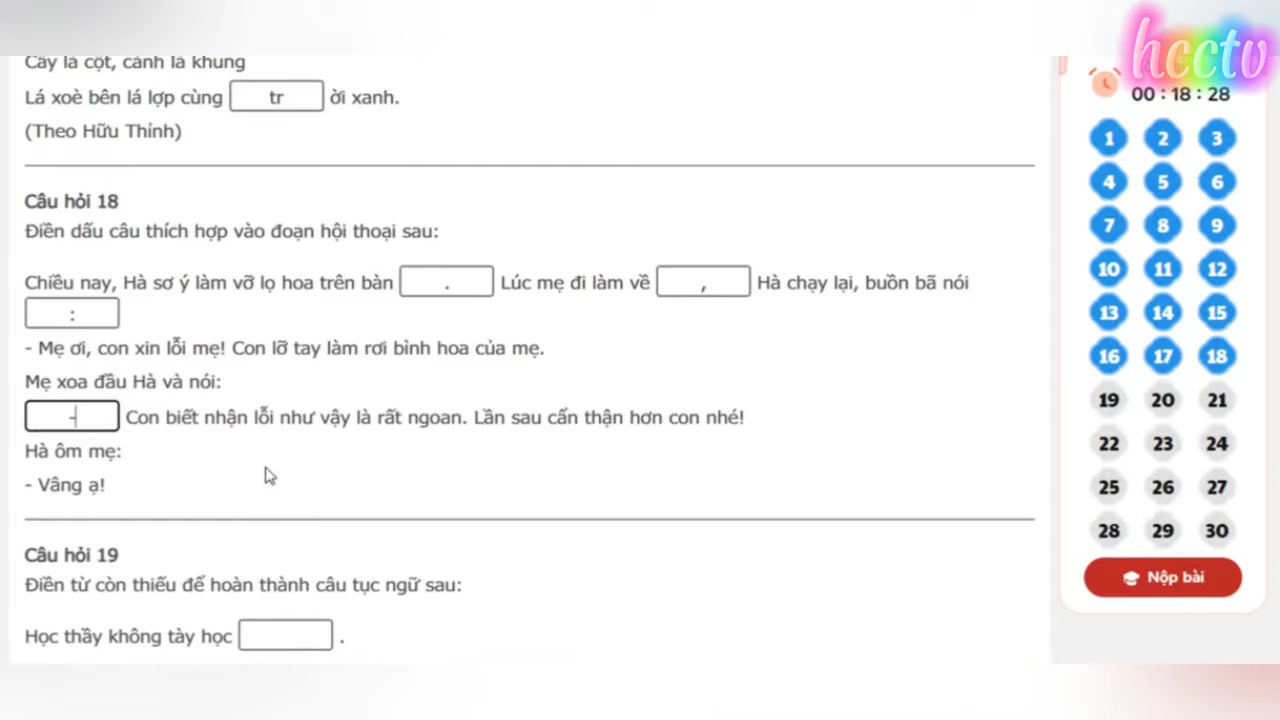 hcctv
Cây là cột, cành là khung
Lá xoè bên lá lợp cùng tr ời xanh.
(Theo Hữu Thỉnh)
Câu hỏi 18
Điền dấu câu thích hợp vào đoạn hội thoại sau:
Chiều nay, Hà sơ ý làm vỡ lọ hoa trên bàn . Lúc mẹ đi làm về , Hà chạy lại, buồn bã nói
:
- Mẹ ơi, con xin lỗi mẹ! Con lỡ tay làm rơi bình hoa của mẹ.
Mẹ xoa đầu Hà và nói:
- Con biết nhận lỗi như vậy là rất ngoan. Lần sau cẩn thận hơn con nhé!
Hà ôm mẹ:
- Vâng ạ!
Câu hỏi 19
Điền từ còn thiếu để hoàn thành câu tục ngữ sau:
Học thầy không tày học .
00 : 18 : 28
1 2 3
4 5 6
7 8 9
10 11 12
13 14 15
16 17 18
19 20 21
22 23 24
25 26 27
28 29 30
Nộp bài